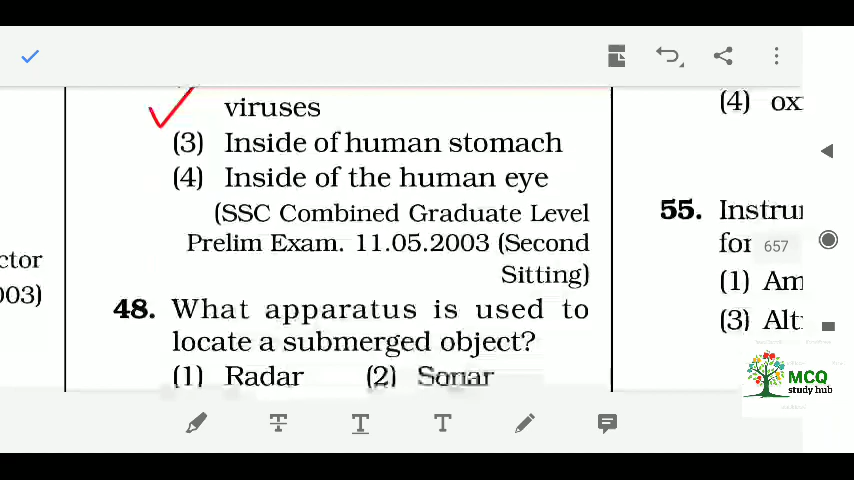 viruses
(3) Inside of human stomach
(4) Inside of the human eye
(SSC Combined Graduate Level
Prelim Exam. 11.05.2003 (Second
Sitting)
48. What apparatus is used to
locate a submerged object?
(1) Radar (2) Sonar
ctor
003)
(4) ox
55. Instru
for
(1) Am
(3) Alt
657
MCQ
study hub